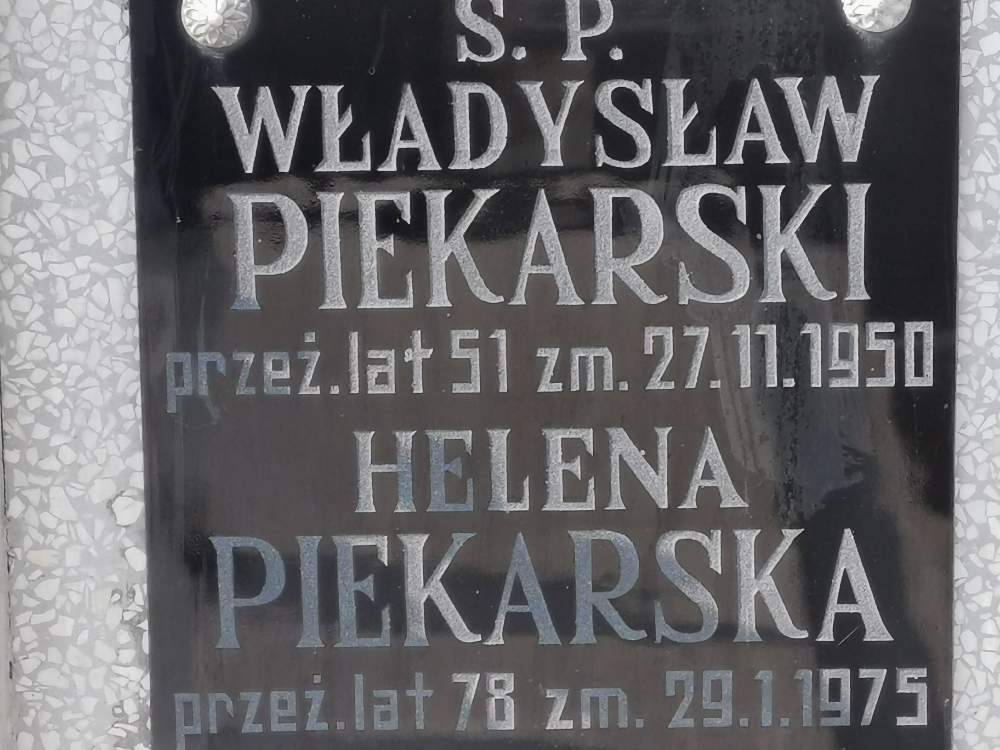 Ś. P.
WŁADYSŁAW
PIEKARSKI
przeż. lat 51 zm. 27.11.1950
HELENA
PIEKARSKA
przeż. lat 78 zm. 29.1.1975